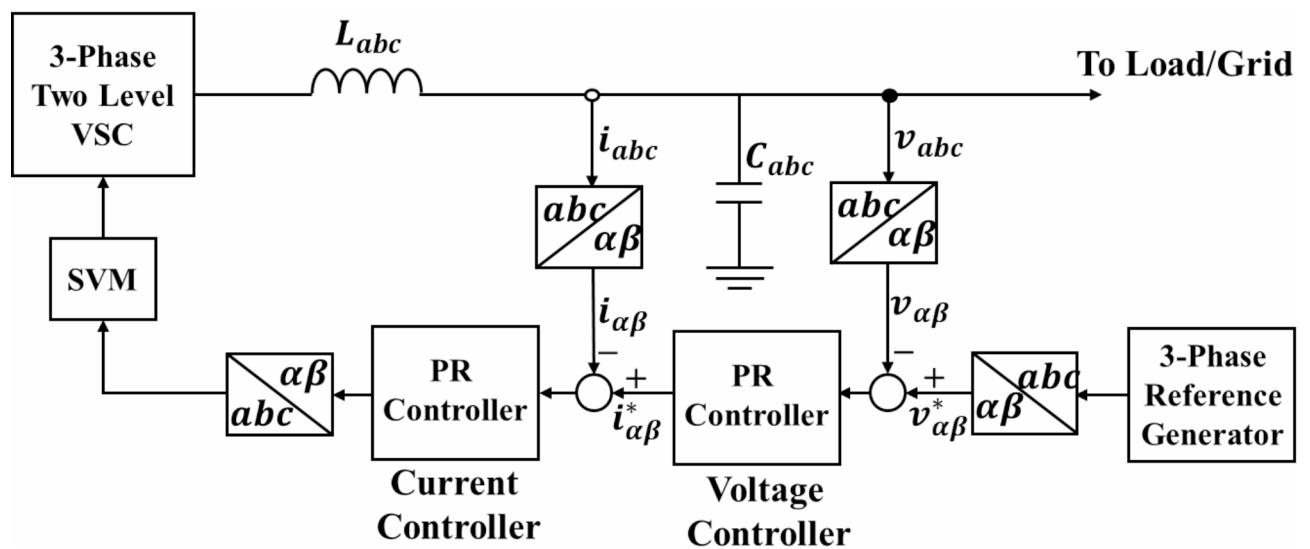 3-Phase
Two Level
VSC
L_abc
To Load/Grid
i_abc
C_abc
v_abc
abc
αβ
abc
αβ
SVM
i_αβ
v_αβ
αβ
abc
PR
Controller
−
+
i*_αβ
PR
Controller
−
+
v*_αβ
abc
αβ
3-Phase
Reference
Generator
Current
Controller
Voltage
Controller